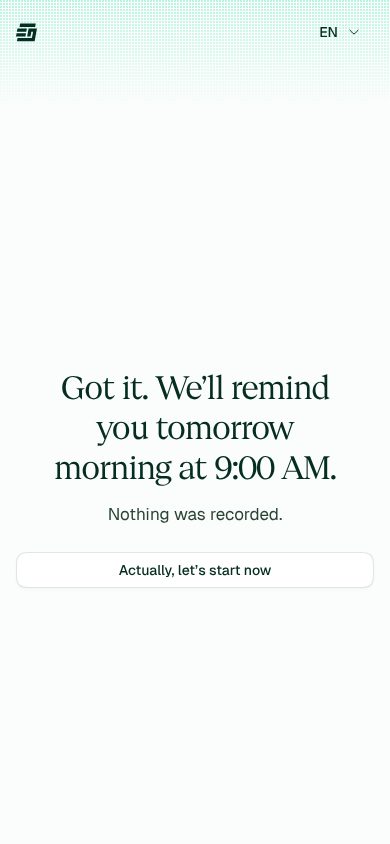 EN
Got it. We’ll remind
you tomorrow
morning at 9:00 AM.
Nothing was recorded.
Actually, let’s start now